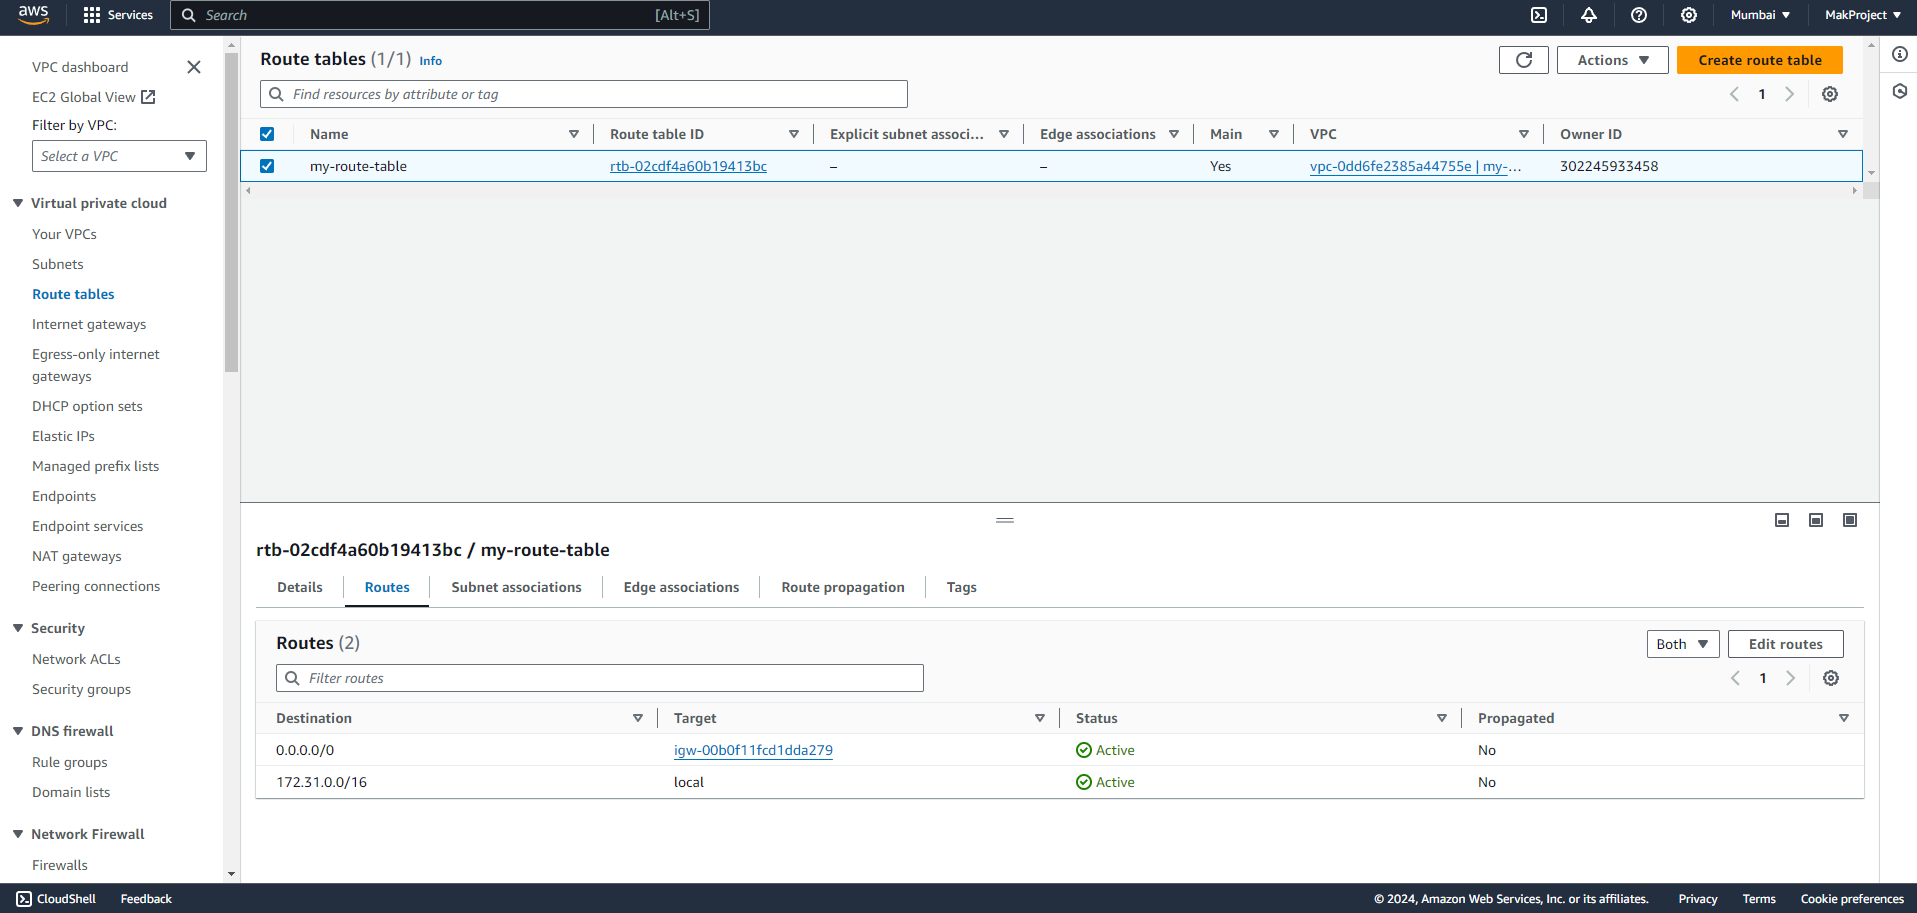 aws Services Search [Alt+S] Mumbai MakProject
VPC dashboard
EC2 Global View
Filter by VPC:
Select a VPC
Virtual private cloud
Your VPCs
Subnets
Route tables
Internet gateways
Egress-only internet
gateways
DHCP option sets
Elastic IPs
Managed prefix lists
Endpoints
Endpoint services
NAT gateways
Peering connections
Security
Network ACLs
Security groups
DNS firewall
Rule groups
Domain lists
Network Firewall
Firewalls
Route tables (1/1) Info Actions Create route table
Find resources by attribute or tag 1
Name Route table ID Explicit subnet associ... Edge associations Main VPC Owner ID
my-route-table rtb-02cdf4a60b19413bc – – Yes vpc-0dd6fe2385a44755e | my-... 302245933458
rtb-02cdf4a60b19413bc / my-route-table
Details Routes Subnet associations Edge associations Route propagation Tags
Routes (2) Both Edit routes
Filter routes 1
Destination Target Status Propagated
0.0.0.0/0 igw-00b0f11fcd1dda279 Active No
172.31.0.0/16 local Active No
CloudShell Feedback © 2024, Amazon Web Services, Inc. or its affiliates. Privacy Terms Cookie preferences